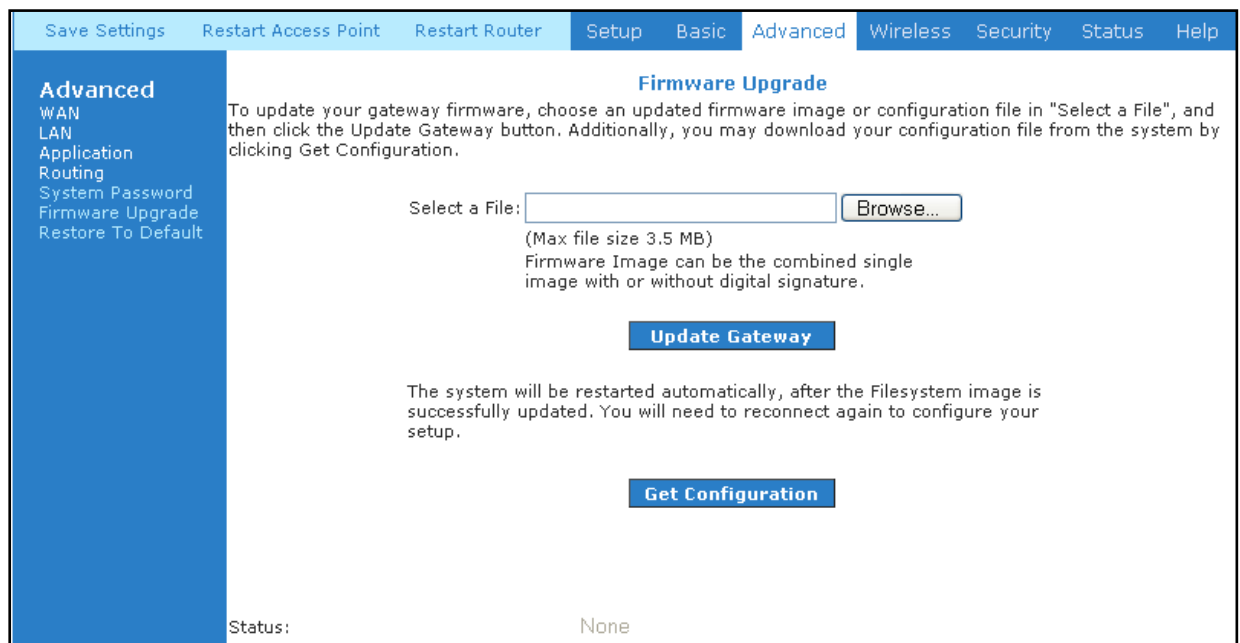 Save Settings Restart Access Point Restart Router Setup Basic Advanced Wireless Security Status Help
Advanced
WAN
LAN
Application
Routing
System Password
Firmware Upgrade
Restore To Default
Firmware Upgrade
To update your gateway firmware, choose an updated firmware image or configuration file in "Select a File", and
then click the Update Gateway button. Additionally, you may download your configuration file from the system by
clicking Get Configuration.
Select a File: Browse...
(Max file size 3.5 MB)
Firmware Image can be the combined single
image with or without digital signature.
Update Gateway
The system will be restarted automatically, after the Filesystem image is
successfully updated. You will need to reconnect again to configure your
setup.
Get Configuration
Status: None